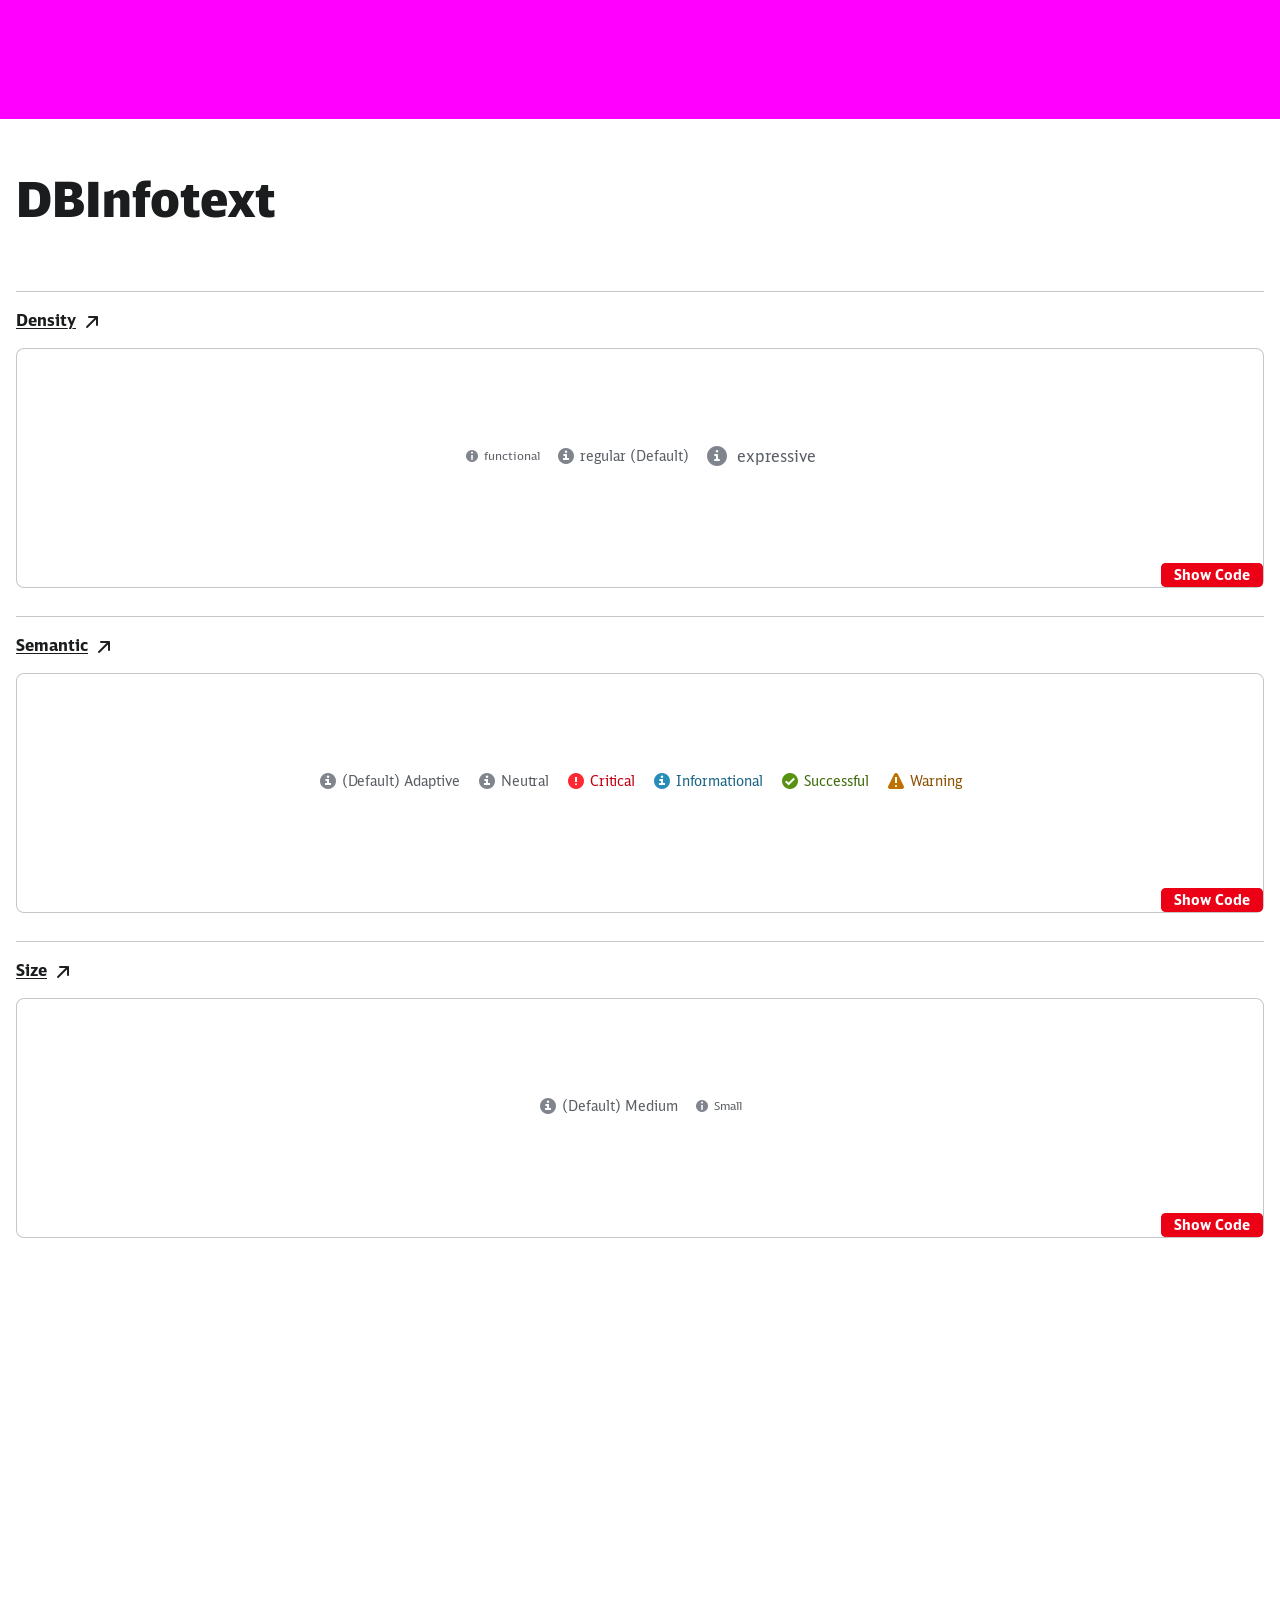 DBInfotext
Density
functional regular (Default) expressive
Show Code
Semantic
(Default) Adaptive Neutral Critical Informational Successful Warning
Show Code
Size
(Default) Medium Small
Show Code